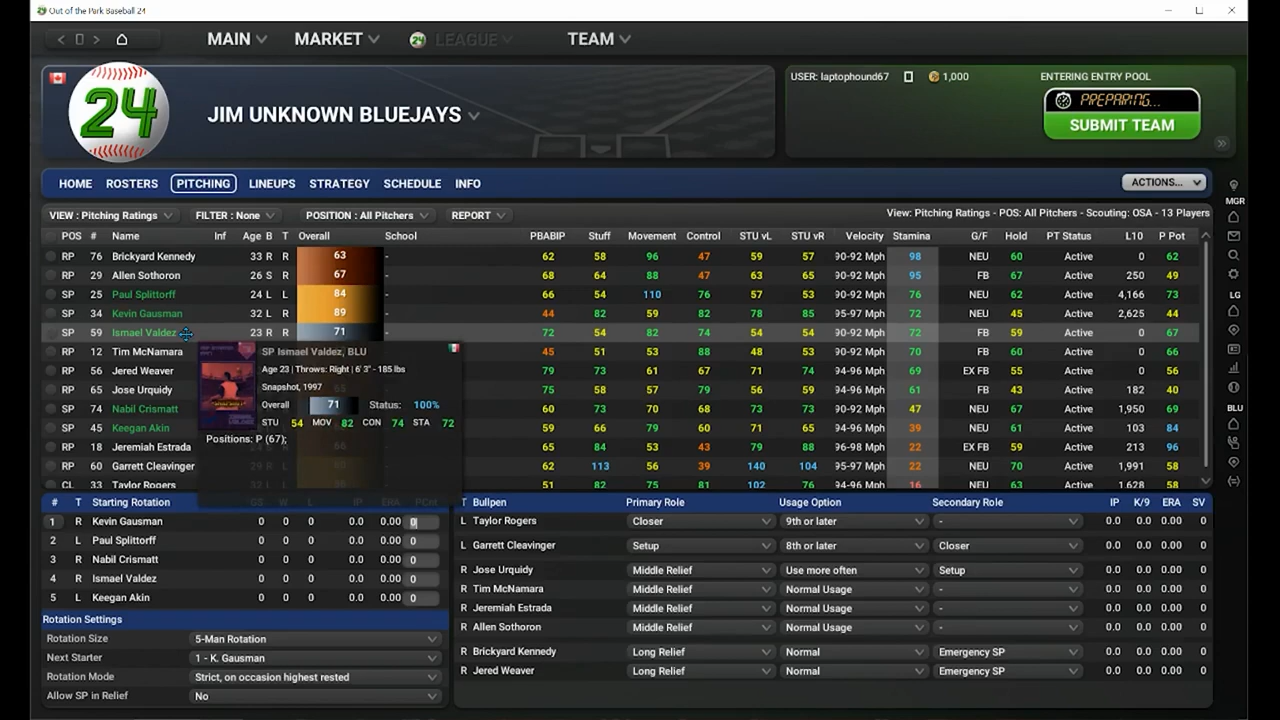 Out of the Park Baseball 24
MAIN MARKET LEAGUE TEAM
24
JIM UNKNOWN BLUEJAYS
USER: laptophound67 1,000 ENTERING ENTRY POOL
PREPARING...
SUBMIT TEAM
HOME ROSTERS PITCHING LINEUPS STRATEGY SCHEDULE INFO ACTIONS...
VIEW : Pitching Ratings FILTER : None POSITION : All Pitchers REPORT View: Pitching Ratings - POS: All Pitchers - Scouting: OSA - 13 Players
POS # Name Inf Age B T Overall School PBABIP Stuff Movement Control STU vL STU vR Velocity Stamina G/F Hold PT Status L10 P Pot
RP 76 Brickyard Kennedy 33 R R 63 - 62 58 96 47 59 57 90-92 Mph 98 NEU 60 Active 0 62
RP 29 Allen Sothoron 26 S R 67 - 68 64 88 47 63 65 90-92 Mph 95 FB 67 Active 250 49
SP 25 Paul Splittorff 24 L L 84 - 66 54 110 76 57 53 90-92 Mph 76 NEU 62 Active 4,166 73
SP 34 Kevin Gausman 32 L R 89 - 44 82 59 82 78 85 95-97 Mph 72 NEU 45 Active 2,625 44
SP 59 Ismael Valdez 23 R R 71 - 72 54 82 74 54 54 90-92 Mph 72 FB 59 Active 0 67
RP 12 Tim McNamara 45 51 53 88 48 53 90-92 Mph 70 FB 60 Active 0 66
RP 56 Jered Weaver 79 73 61 67 71 74 94-96 Mph 69 EX FB 55 Active 0 56
RP 65 Jose Urquidy 75 58 57 79 56 59 94-96 Mph 61 FB 43 Active 182 40
SP 74 Nabil Crismatt 60 73 70 68 73 73 90-92 Mph 47 FB 67 Active 1,950 69
SP 45 Keegan Akin 59 66 79 60 71 65 94-96 Mph 39 NEU 61 Active 103 84
RP 18 Jeremiah Estrada 65 84 53 43 79 88 96-98 Mph 22 EX FB 59 Active 213 96
RP 60 Garrett Cleavinger 62 113 56 39 140 104 95-97 Mph 22 NEU 70 Active 1,991 58
CL 33 Taylor Rogers 51 82 75 81 102 76 94-96 Mph 16 NEU 63 Active 1,628 58
SP Ismael Valdez, BLU
Age 23 | Throws: Right | 6' 3" - 185 lbs
Snapshot, 1997
Overall 71 Status: 100%
STU 54 MOV 82 CON 74 STA 72
Positions: P (67);
# T Starting Rotation GS W L IP ERA PCnt
1 R Kevin Gausman 0 0 0 0.0 0.00 0
2 L Paul Splittorff 0 0 0 0.0 0.00 0
3 R Nabil Crismatt 0 0 0 0.0 0.00 0
4 R Ismael Valdez 0 0 0 0.0 0.00 0
5 L Keegan Akin 0 0 0 0.0 0.00 0
Rotation Settings
Rotation Size 5-Man Rotation
Next Starter 1 - K. Gausman
Rotation Mode Strict, on occasion highest rested
Allow SP in Relief No
T Bullpen Primary Role Usage Option Secondary Role IP K/9 ERA SV
L Taylor Rogers Closer 9th or later - 0.0 0.0 0.00 0
L Garrett Cleavinger Setup 8th or later Closer 0.0 0.0 0.00 0
R Jose Urquidy Middle Relief Use more often Setup 0.0 0.0 0.00 0
R Tim McNamara Middle Relief Normal Usage - 0.0 0.0 0.00 0
R Jeremiah Estrada Middle Relief Normal Usage - 0.0 0.0 0.00 0
R Allen Sothoron Middle Relief Normal Usage - 0.0 0.0 0.00 0
R Brickyard Kennedy Long Relief Normal Emergency SP 0.0 0.0 0.00 0
R Jered Weaver Long Relief Normal Emergency SP 0.0 0.0 0.00 0
MGR
LG
BLU